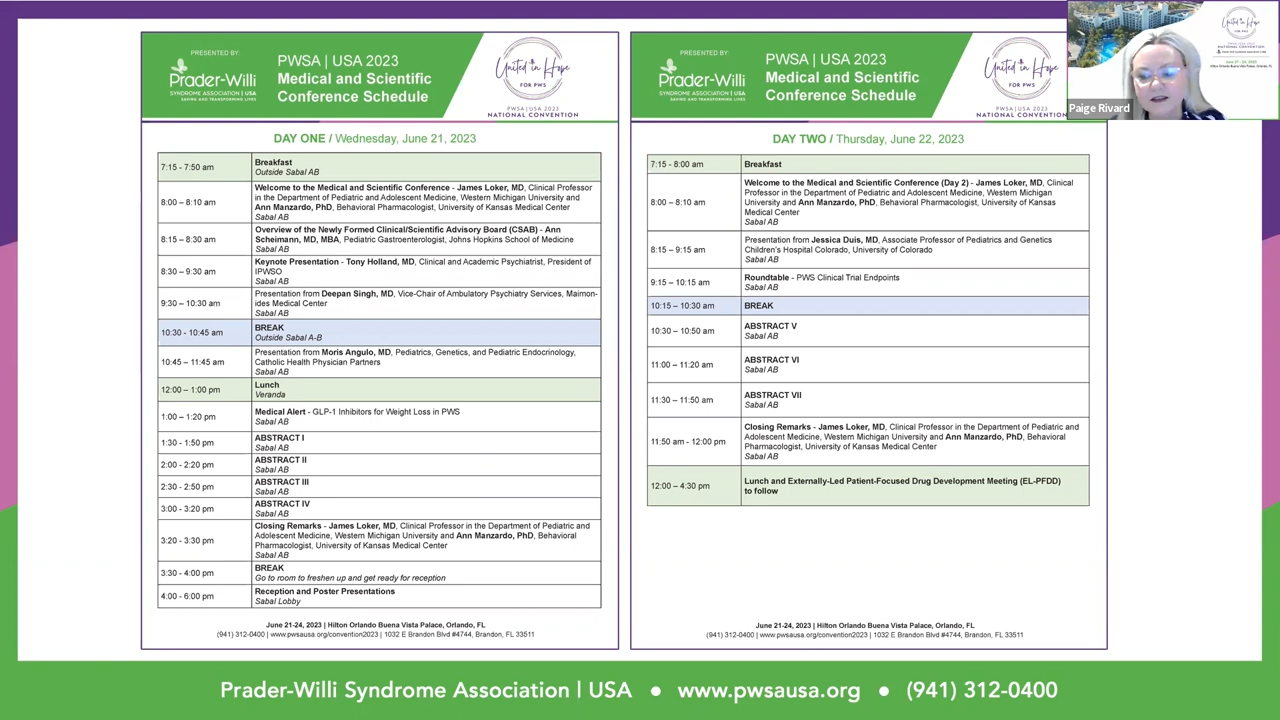 PRESENTED BY:
Prader-Willi
SYNDROME ASSOCIATION | USA
SAVING AND TRANSFORMING LIVES
PWSA | USA 2023
Medical and Scientific
Conference Schedule
United in Hope
FOR PWS
PWSA | USA 2023
NATIONAL CONVENTION
DAY ONE / Wednesday, June 21, 2023
7:15 - 7:50 am
Breakfast
Outside Sabal AB
8:00 – 8:10 am
Welcome to the Medical and Scientific Conference - James Loker, MD, Clinical Professor
in the Department of Pediatric and Adolescent Medicine, Western Michigan University and
Ann Manzardo, PhD, Behavioral Pharmacologist, University of Kansas Medical Center
Sabal AB
8:15 – 8:30 am
Overview of the Newly Formed Clinical/Scientific Advisory Board (CSAB) - Ann
Scheimann, MD, MBA, Pediatric Gastroenterologist, Johns Hopkins School of Medicine
Sabal AB
8:30 – 9:30 am
Keynote Presentation - Tony Holland, MD, Clinical and Academic Psychiatrist, President of
IPWSO
Sabal AB
9:30 – 10:30 am
Presentation from Deepan Singh, MD, Vice-Chair of Ambulatory Psychiatry Services, Maimon-
ides Medical Center
Sabal AB
10:30 - 10:45 am
BREAK
Outside Sabal A-B
10:45 – 11:45 am
Presentation from Moris Angulo, MD, Pediatrics, Genetics, and Pediatric Endocrinology,
Catholic Health Physician Partners
Sabal AB
12:00 – 1:00 pm
Lunch
Veranda
1:00 – 1:20 pm
Medical Alert - GLP-1 Inhibitors for Weight Loss in PWS
Sabal AB
1:30 - 1:50 pm
ABSTRACT I
Sabal AB
2:00 - 2:20 pm
ABSTRACT II
Sabal AB
2:30 - 2:50 pm
ABSTRACT III
Sabal AB
3:00 - 3:20 pm
ABSTRACT IV
Sabal AB
3:20 - 3:30 pm
Closing Remarks - James Loker, MD, Clinical Professor in the Department of Pediatric and
Adolescent Medicine, Western Michigan University and Ann Manzardo, PhD, Behavioral
Pharmacologist, University of Kansas Medical Center
Sabal AB
3:30 - 4:00 pm
BREAK
Go to room to freshen up and get ready for reception
4:00 - 6:00 pm
Reception and Poster Presentations
Sabal Lobby
June 21-24, 2023 | Hilton Orlando Buena Vista Palace, Orlando, FL
(941) 312-0400 | www.pwsausa.org/convention2023 | 1032 E Brandon Blvd #4744, Brandon, FL 33511
PRESENTED BY:
Prader-Willi
SYNDROME ASSOCIATION | USA
SAVING AND TRANSFORMING LIVES
PWSA | USA 2023
Medical and Scientific
Conference Schedule
United in Hope
FOR PWS
PWSA | USA 2023
NATIONAL CONVENTION
DAY TWO / Thursday, June 22, 2023
7:15 - 8:00 am
Breakfast
8:00 – 8:10 am
Welcome to the Medical and Scientific Conference (Day 2) - James Loker, MD, Clinical
Professor in the Department of Pediatric and Adolescent Medicine, Western Michigan
University and Ann Manzardo, PhD, Behavioral Pharmacologist, University of Kansas
Medical Center
Sabal AB
8:15 – 9:15 am
Presentation from Jessica Duis, MD, Associate Professor of Pediatrics and Genetics
Children's Hospital Colorado, University of Colorado
Sabal AB
9:15 – 10:15 am
Roundtable - PWS Clinical Trial Endpoints
Sabal AB
10:15 – 10:30 am
BREAK
10:30 – 10:50 am
ABSTRACT V
Sabal AB
11:00 – 11:20 am
ABSTRACT VI
Sabal AB
11:30 – 11:50 am
ABSTRACT VII
Sabal AB
11:50 am - 12:00 pm
Closing Remarks - James Loker, MD, Clinical Professor in the Department of Pediatric and
Adolescent Medicine, Western Michigan University and Ann Manzardo, PhD, Behavioral
Pharmacologist, University of Kansas Medical Center
Sabal AB
12:00 – 4:30 pm
Lunch and Externally-Led Patient-Focused Drug Development Meeting (EL-PFDD)
to follow
June 21-24, 2023 | Hilton Orlando Buena Vista Palace, Orlando, FL
(941) 312-0400 | www.pwsausa.org/convention2023 | 1032 E Brandon Blvd #4744, Brandon, FL 33511
United in Hope
FOR PWS
NATIONAL CONVENTION
Paige Rivard
Prader-Willi Syndrome Association | USA • www.pwsausa.org • (941) 312-0400